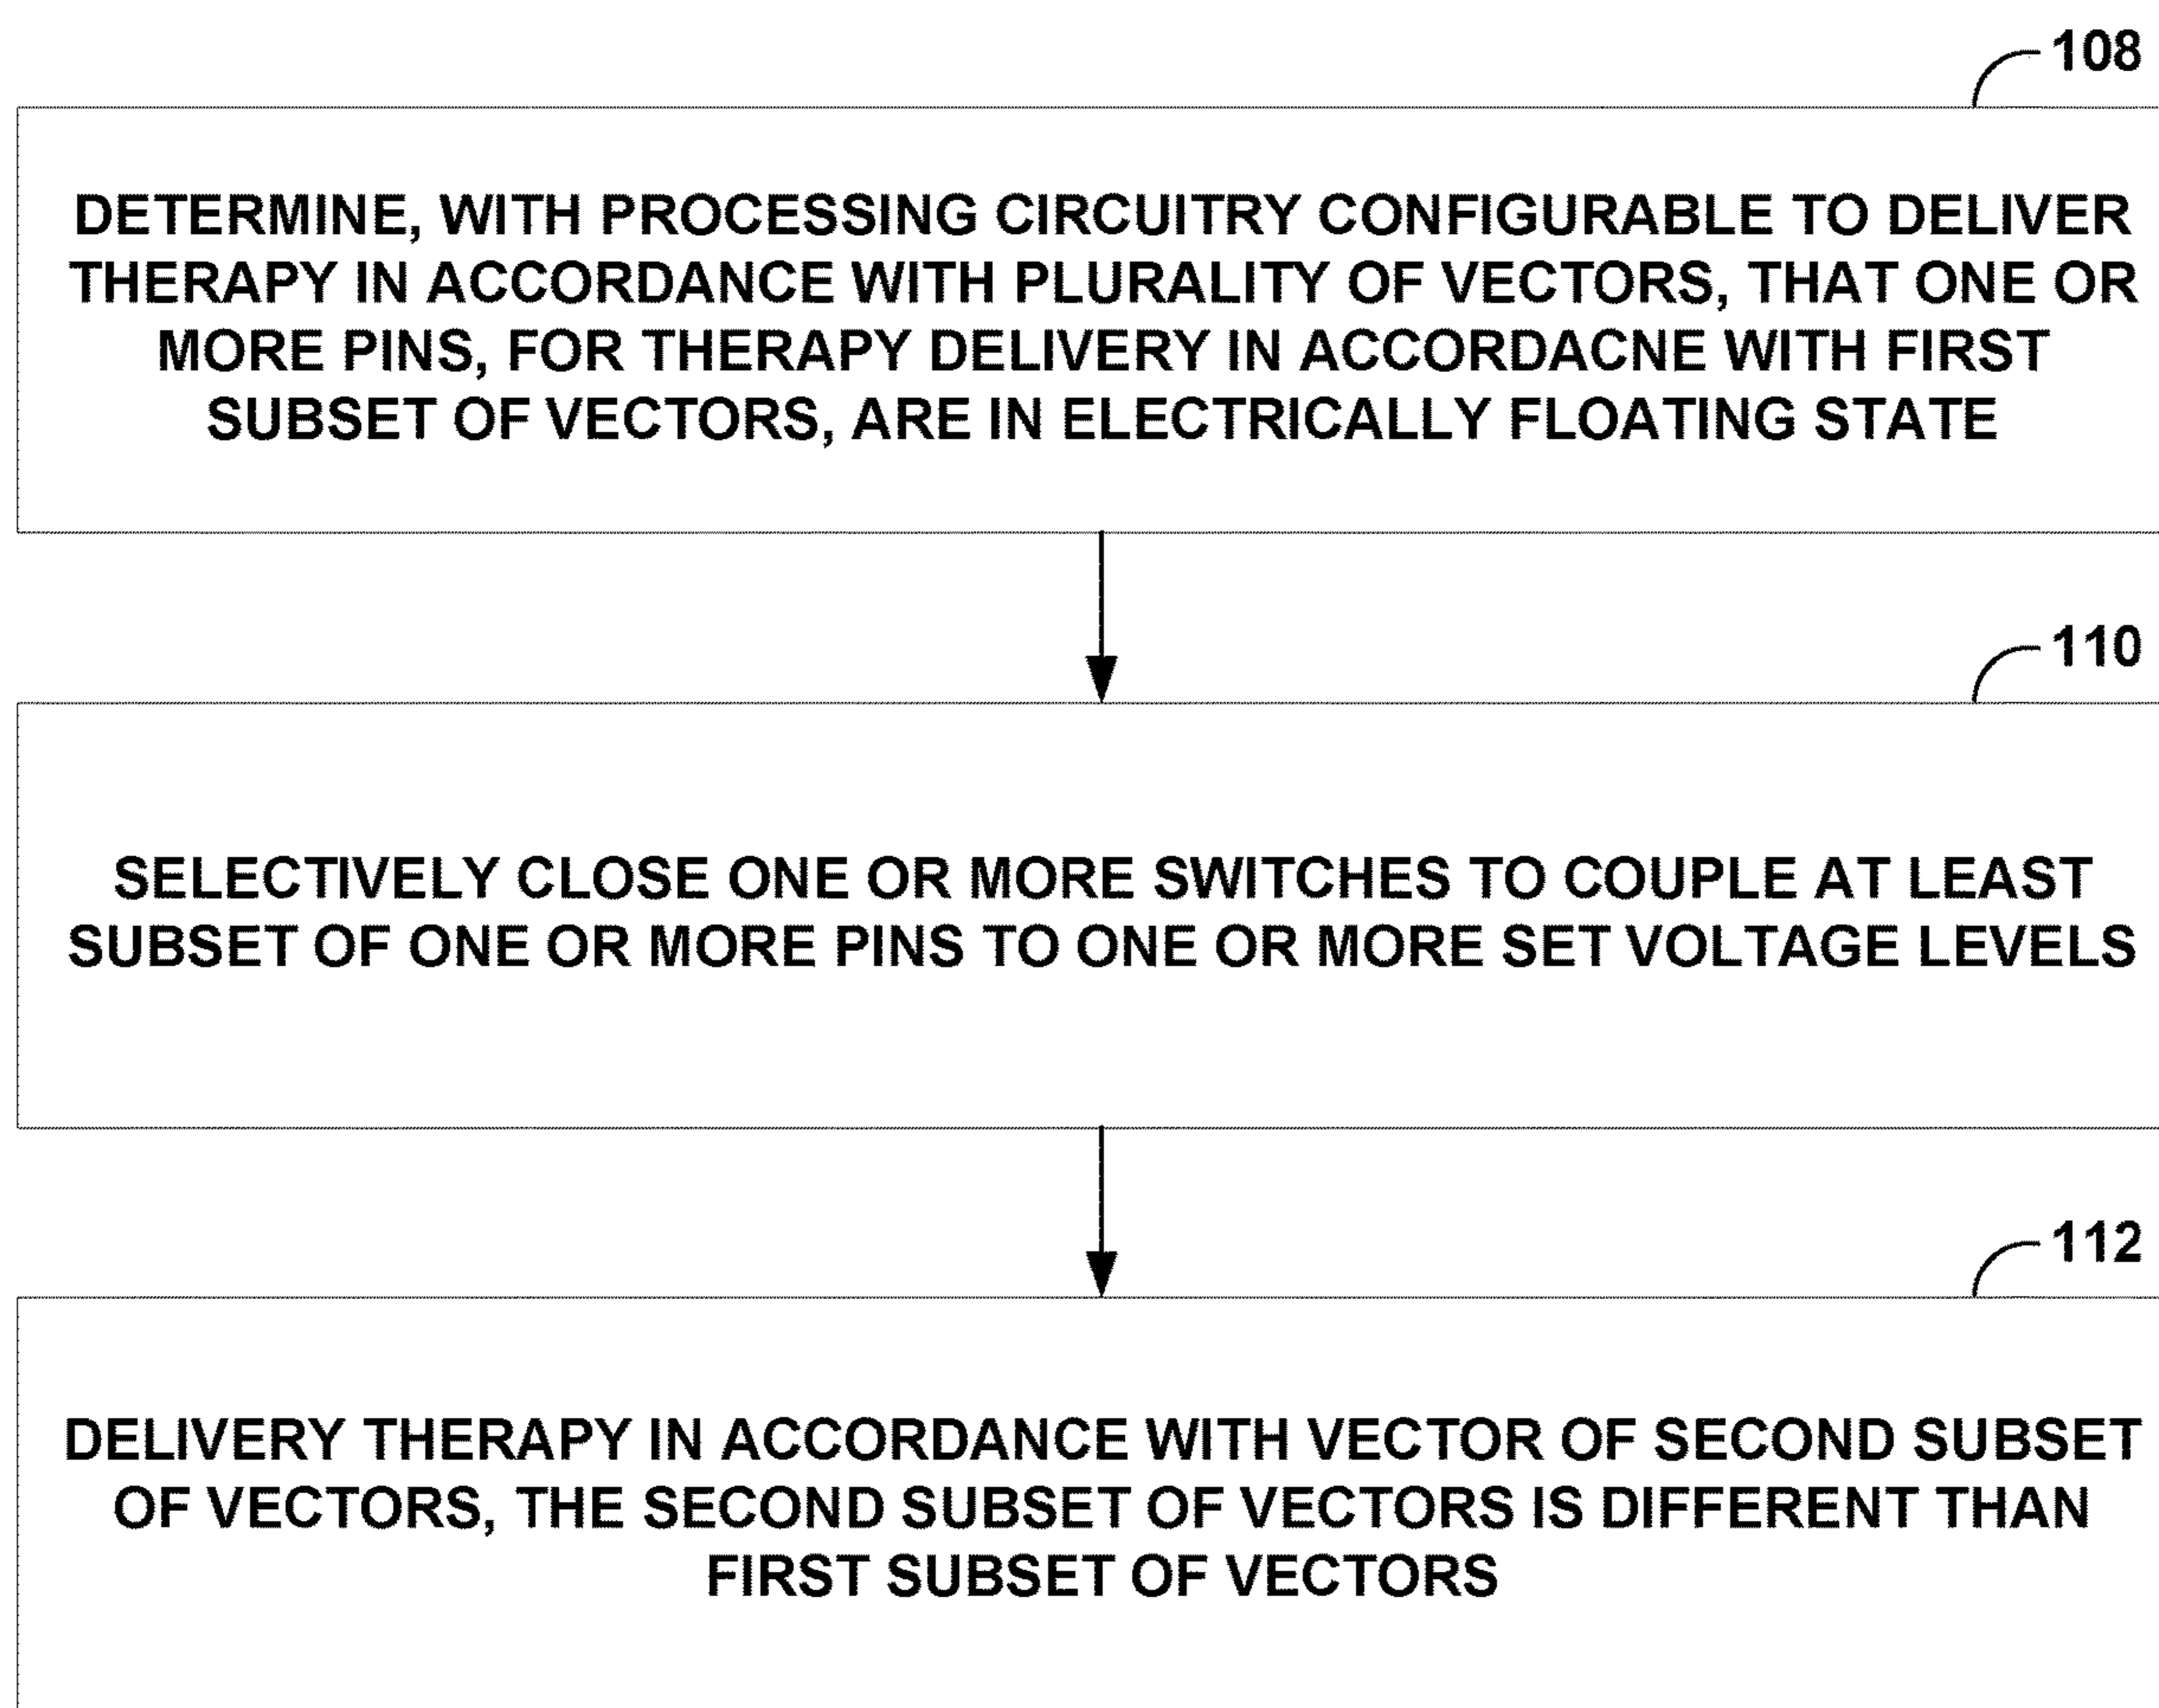 108
DETERMINE, WITH PROCESSING CIRCUITRY CONFIGURABLE TO DELIVER
THERAPY IN ACCORDANCE WITH PLURALITY OF VECTORS, THAT ONE OR
MORE PINS, FOR THERAPY DELIVERY IN ACCORDACNE WITH FIRST
SUBSET OF VECTORS, ARE IN ELECTRICALLY FLOATING STATE
110
SELECTIVELY CLOSE ONE OR MORE SWITCHES TO COUPLE AT LEAST
SUBSET OF ONE OR MORE PINS TO ONE OR MORE SET VOLTAGE LEVELS
112
DELIVERY THERAPY IN ACCORDANCE WITH VECTOR OF SECOND SUBSET
OF VECTORS, THE SECOND SUBSET OF VECTORS IS DIFFERENT THAN
FIRST SUBSET OF VECTORS